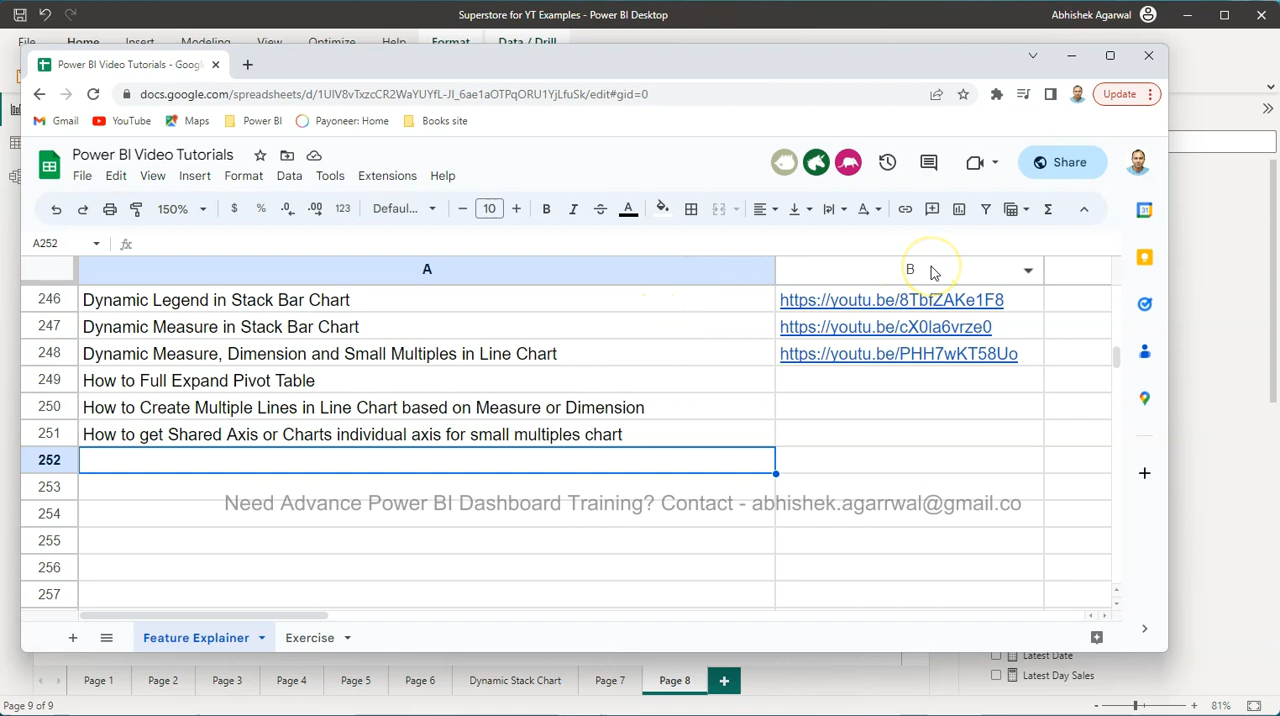 Superstore for YT Examples - Power BI Desktop
Abhishek Agarwal
File Home Insert Modeling View Optimize Help Format Data / Drill
Power BI Video Tutorials - Goog
docs.google.com/spreadsheets/d/
/edit#gid=0
Update
Gmail YouTube Maps Power BI Payoneer: Home Books site
Power BI Video Tutorials
Share
File Edit View Insert Format Data Tools Extensions Help
150% $ % .0 .00 123 Defaul... 10 B I A
A252 fx
A B
246 Dynamic Legend in Stack Bar Chart https://youtu.be/8TbfZAKe1F8
247 Dynamic Measure in Stack Bar Chart https://youtu.be/cX0la6vrze0
248 Dynamic Measure, Dimension and Small Multiples in Line Chart https://youtu.be/PHH7wKT58Uo
249 How to Full Expand Pivot Table
250 How to Create Multiple Lines in Line Chart based on Measure or Dimension
251 How to get Shared Axis or Charts individual axis for small multiples chart
252
253
Need Advance Power BI Dashboard Training? Contact - abhishek.agarrwal@gmail.co
254
255
256
257
Feature Explainer Exercise
Latest Date
Latest Day Sales
Page 1 Page 2 Page 3 Page 4 Page 5 Page 6 Dynamic Stack Chart Page 7 Page 8
Page 9 of 9
81%